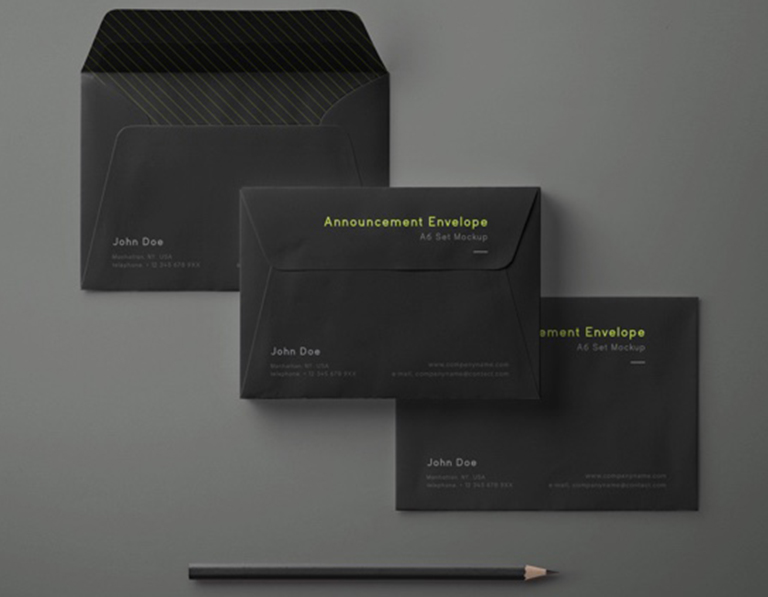 John Doe
Manhattan, NY, USA
telephone: +12 345 678 XXX
Announcement Envelope
A6 Set Mockup
John Doe
Manhattan, NY, USA
telephone: +12 345 678 XXX
www.companyname.com
e-mail: companyname@contact.com
ement Envelope
A6 Set Mockup
John Doe
Manhattan, NY, USA
telephone: +12 345 678 XXX
www.companyname.com
e-mail: companyname@contact.com